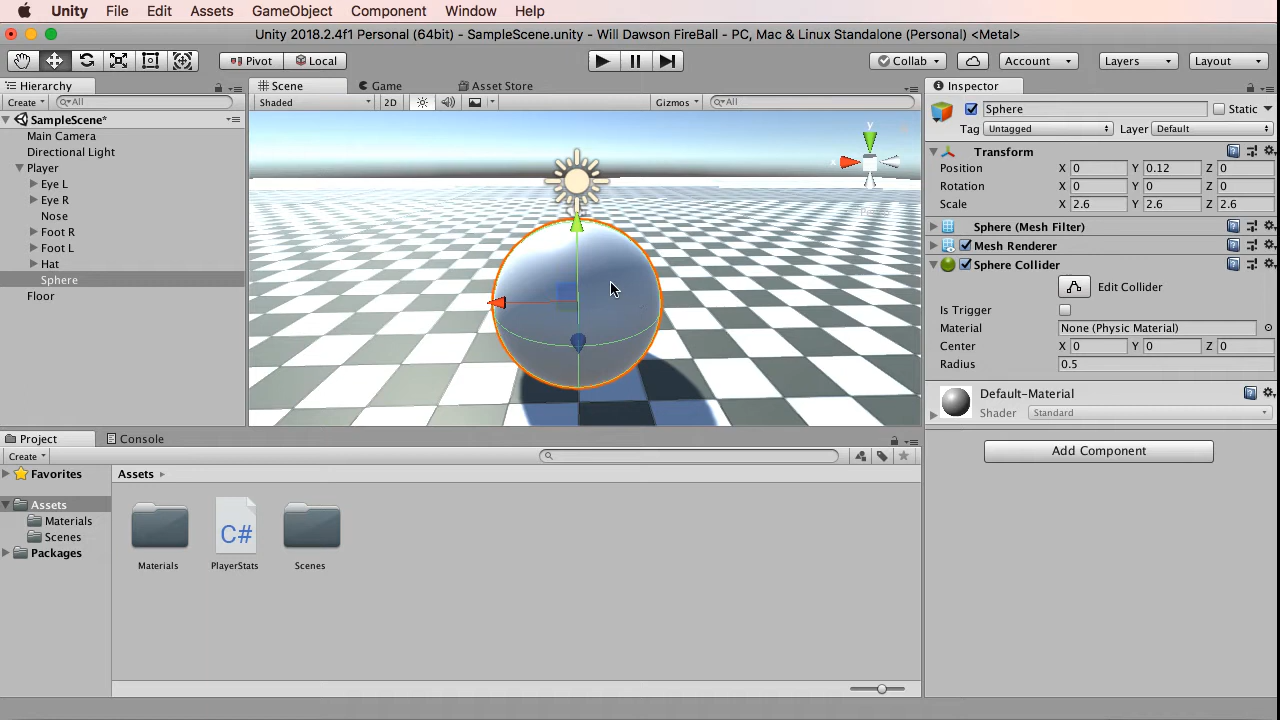 Unity File Edit Assets GameObject Component Window Help
Unity 2018.2.4f1 Personal (64bit) - SampleScene.unity - Will Dawson FireBall - PC, Mac & Linux Standalone (Personal) <Metal>
Pivot Local Collab Account Layers Layout
Hierarchy Scene Game Asset Store Inspector
Create All Shaded 2D Gizmos All
Sphere Static
SampleScene*
Tag Untagged Layer Default
Main Camera
Directional Light
Player
Eye L
Eye R
Nose
Foot R
Foot L
Hat
Sphere
Floor
y
x
Transform
Position X 0 Y 0.12 Z 0
Rotation X 0 Y 0 Z 0
Scale X 2.6 Y 2.6 Z 2.6
Sphere (Mesh Filter)
Mesh Renderer
Sphere Collider
Edit Collider
Is Trigger
Material None (Physic Material)
Center X 0 Y 0 Z 0
Radius 0.5
Default-Material
Shader Standard
Add Component
Project Console
Create
Favorites
Assets
Materials
Scenes
Packages
Assets
C#
Materials PlayerStats Scenes